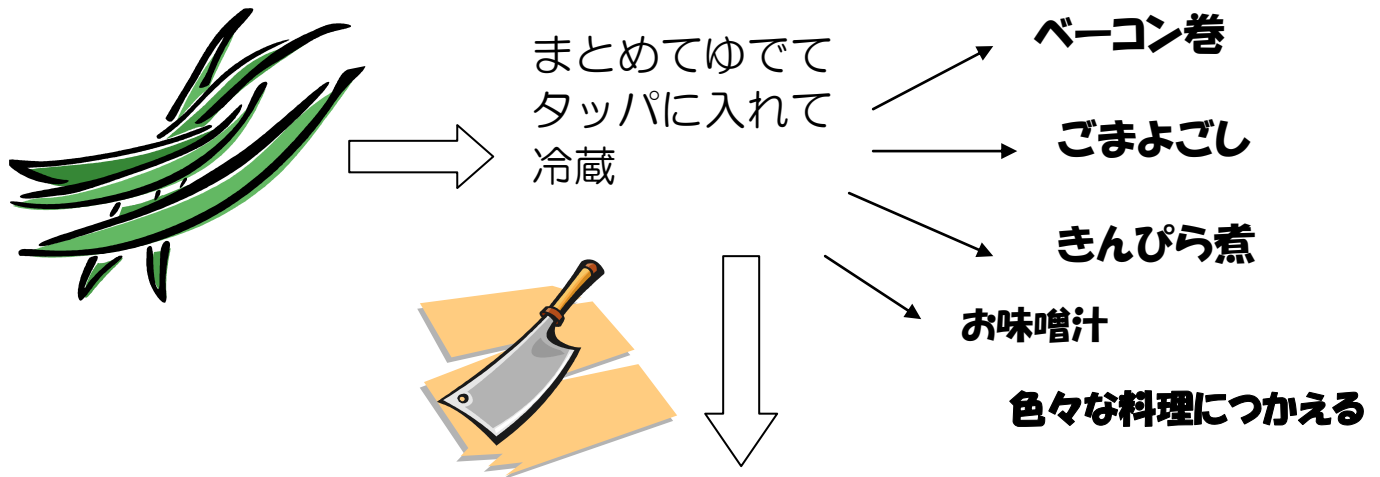 まとめてゆでて
タッパに入れて
冷蔵
ベーコン巻
ごまよごし
きんぴら煮
お味噌汁
色々な料理につかえる